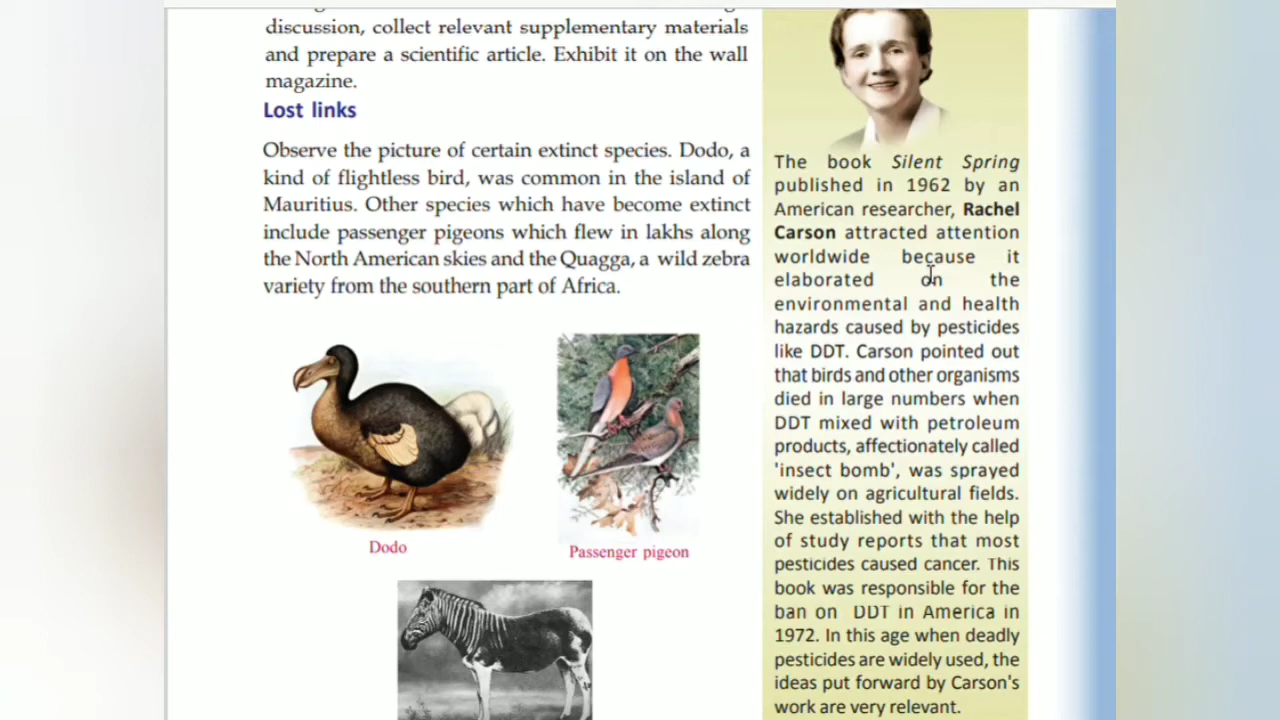 discussion, collect relevant supplementary materials
and prepare a scientific article. Exhibit it on the wall
magazine.
Lost links
Observe the picture of certain extinct species. Dodo, a
kind of flightless bird, was common in the island of
Mauritius. Other species which have become extinct
include passenger pigeons which flew in lakhs along
the North American skies and the Quagga, a wild zebra
variety from the southern part of Africa.
Dodo
Passenger pigeon
The book Silent Spring
published in 1962 by an
American researcher, Rachel
Carson attracted attention
worldwide because it
elaborated on the
environmental and health
hazards caused by pesticides
like DDT. Carson pointed out
that birds and other organisms
died in large numbers when
DDT mixed with petroleum
products, affectionately called
'insect bomb', was sprayed
widely on agricultural fields.
She established with the help
of study reports that most
pesticides caused cancer. This
book was responsible for the
ban on DDT in America in
1972. In this age when deadly
pesticides are widely used, the
ideas put forward by Carson's
work are very relevant.